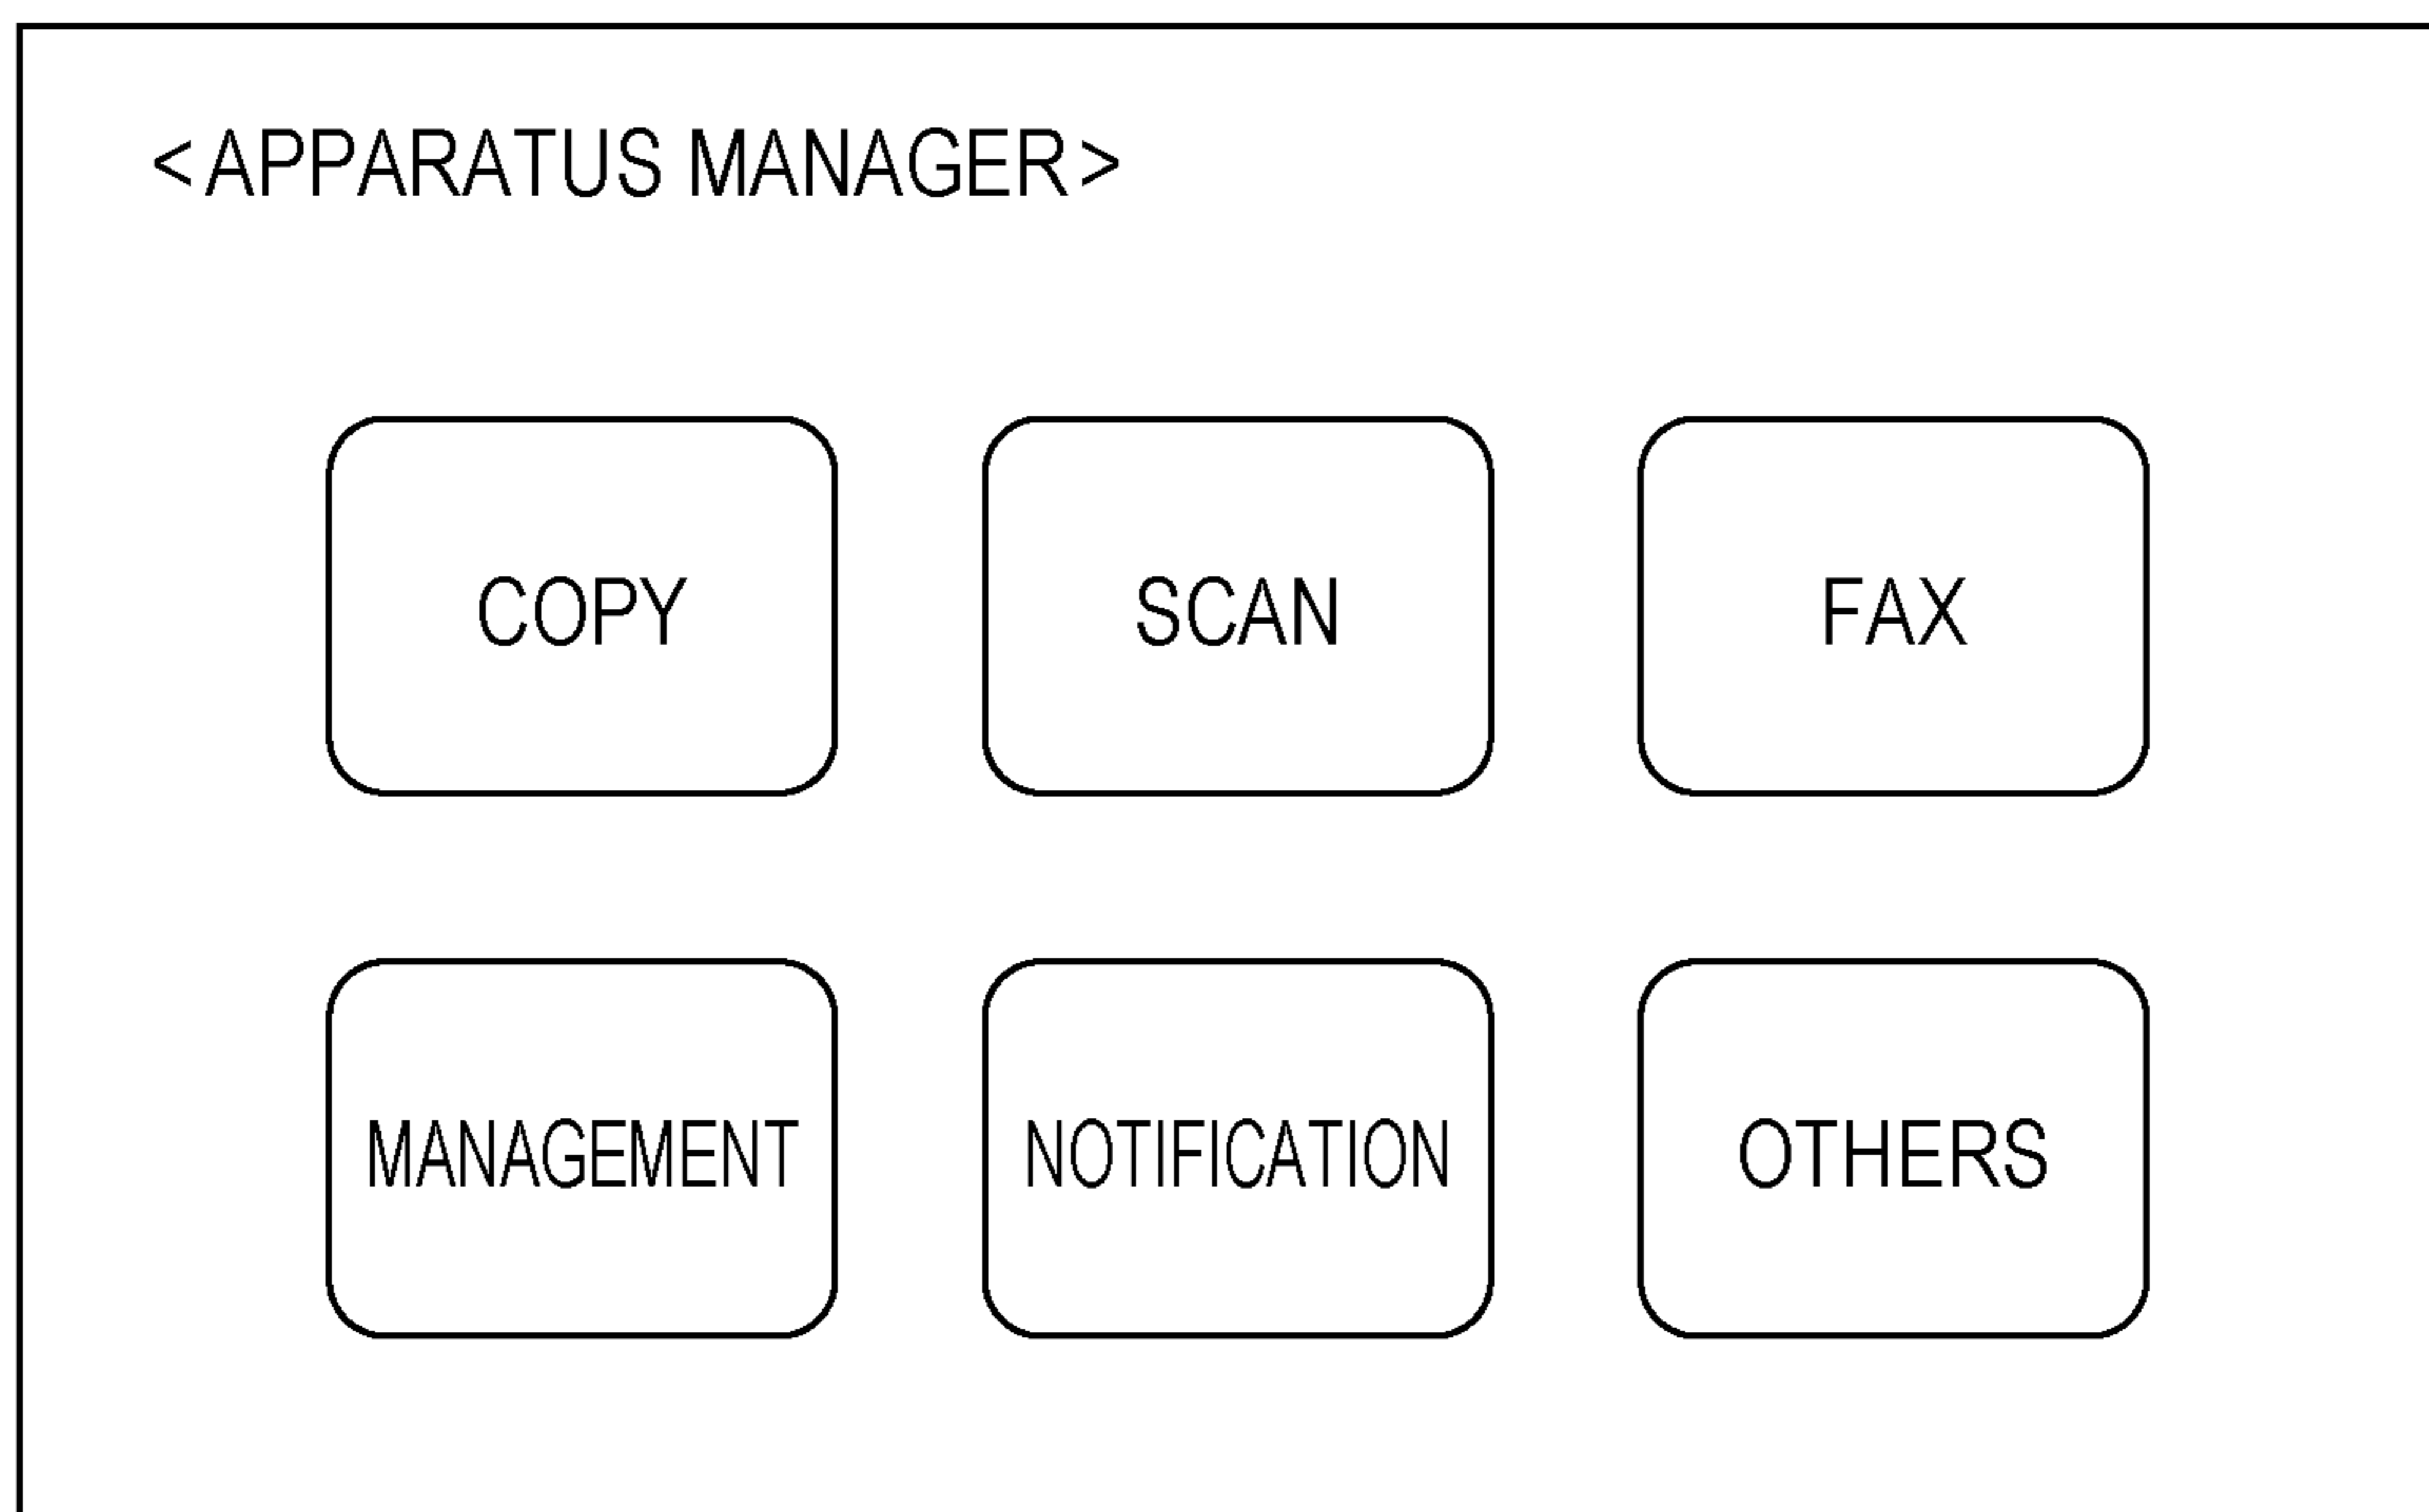 <APPARATUS MANAGER>
COPY
SCAN
FAX
MANAGEMENT
NOTIFICATION
OTHERS